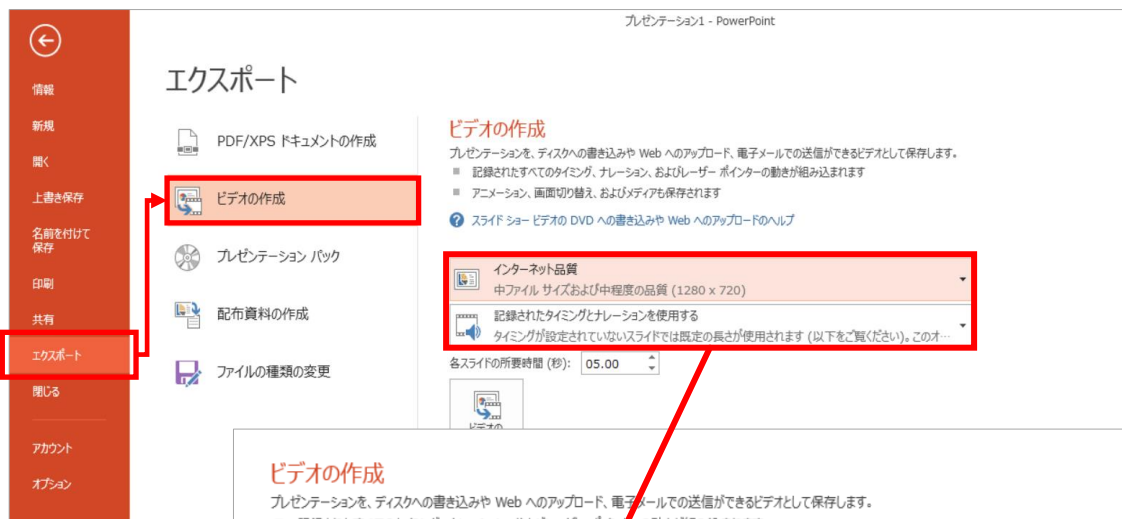 プレゼンテーション1 - PowerPoint
情報
新規
開く
上書き保存
名前を付けて
保存
印刷
共有
エクスポート
閉じる
アカウント
オプション
エクスポート
PDF/XPS ドキュメントの作成
ビデオの作成
プレゼンテーション パック
配布資料の作成
ファイルの種類の変更
ビデオの作成
プレゼンテーションを、ディスクへの書き込みや Web へのアップロード、電子メールでの送信ができるビデオとして保存します。
記録されたすべてのタイミング、ナレーション、およびレーザー ポインターの動きが組み込まれます
アニメーション、画面切り替え、およびメディアも保存されます
スライド ショー ビデオの DVD への書き込みや Web へのアップロードのヘルプ
インターネット品質
中ファイル サイズおよび中程度の品質 (1280 x 720)
記録されたタイミングとナレーションを使用する
タイミングが設定されていないスライドでは既定の長さが使用されます (以下をご覧ください)。このオ…
各スライドの所要時間 (秒): 05.00
ビデオの
ビデオの作成
プレゼンテーションを、ディスクへの書き込みや Web へのアップロード、電子メールでの送信ができるビデオとして保存します。